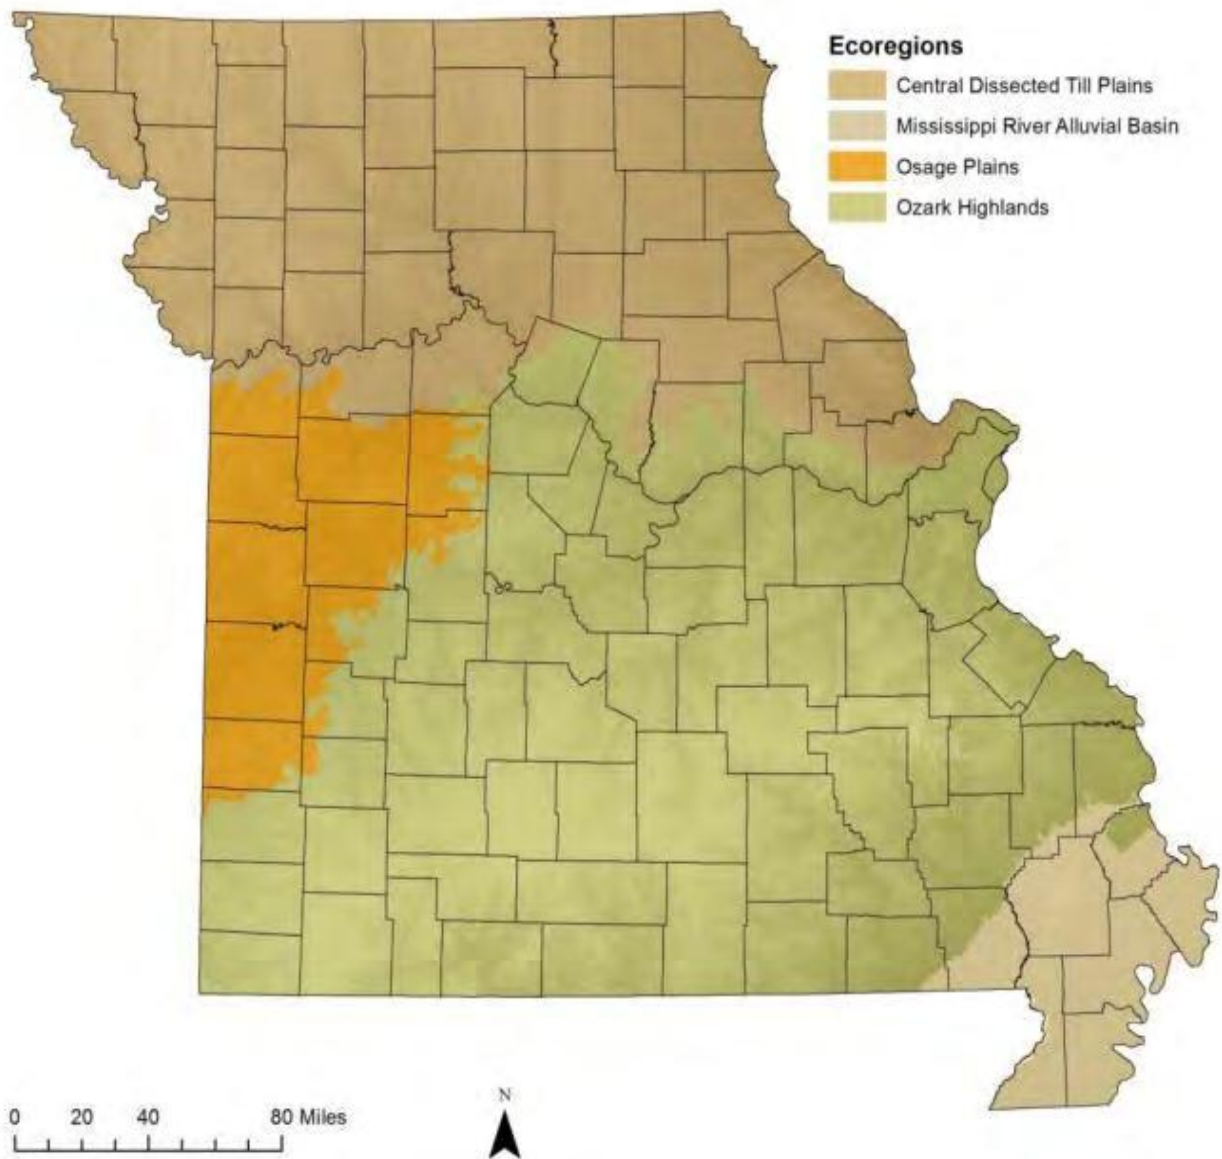 Ecoregions
Central Dissected Till Plains
Mississippi River Alluvial Basin
Osage Plains
Ozark Highlands
0 20 40 80 Miles
N